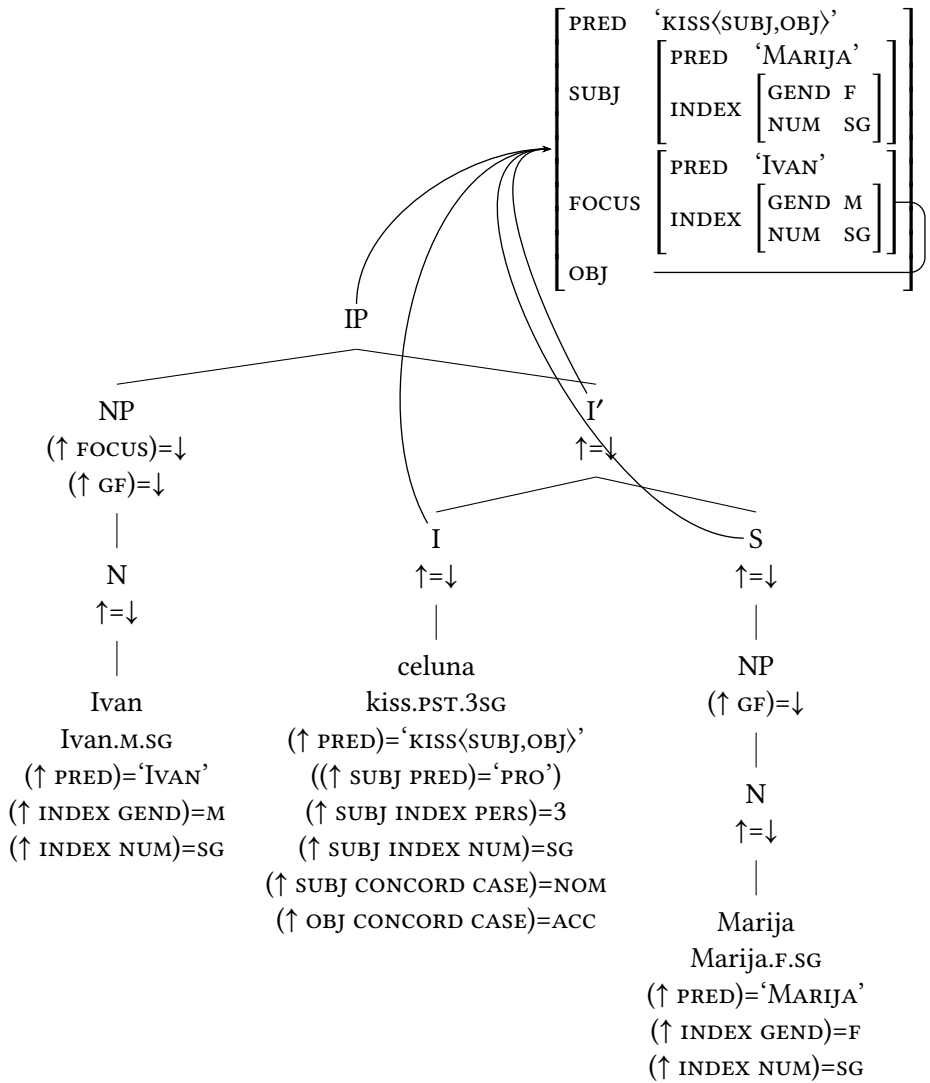 PRED ‘KISS⟨SUBJ,OBJ⟩’
SUBJ
PRED ‘MARIJA’
INDEX
GEND F
NUM SG
FOCUS
PRED ‘IVAN’
INDEX
GEND M
NUM SG
OBJ
IP
NP
(↑ FOCUS)=↓
(↑ GF)=↓
I′
↑=↓
N
↑=↓
I
↑=↓
S
↑=↓
Ivan
Ivan.M.SG
(↑ PRED)=‘IVAN’
(↑ INDEX GEND)=M
(↑ INDEX NUM)=SG
celuna
kiss.PST.3SG
(↑ PRED)=‘KISS⟨SUBJ,OBJ⟩’
((↑ SUBJ PRED)=‘PRO’)
(↑ SUBJ INDEX PERS)=3
(↑ SUBJ INDEX NUM)=SG
(↑ SUBJ CONCORD CASE)=NOM
(↑ OBJ CONCORD CASE)=ACC
NP
(↑ GF)=↓
N
↑=↓
Marija
Marija.F.SG
(↑ PRED)=‘MARIJA’
(↑ INDEX GEND)=F
(↑ INDEX NUM)=SG